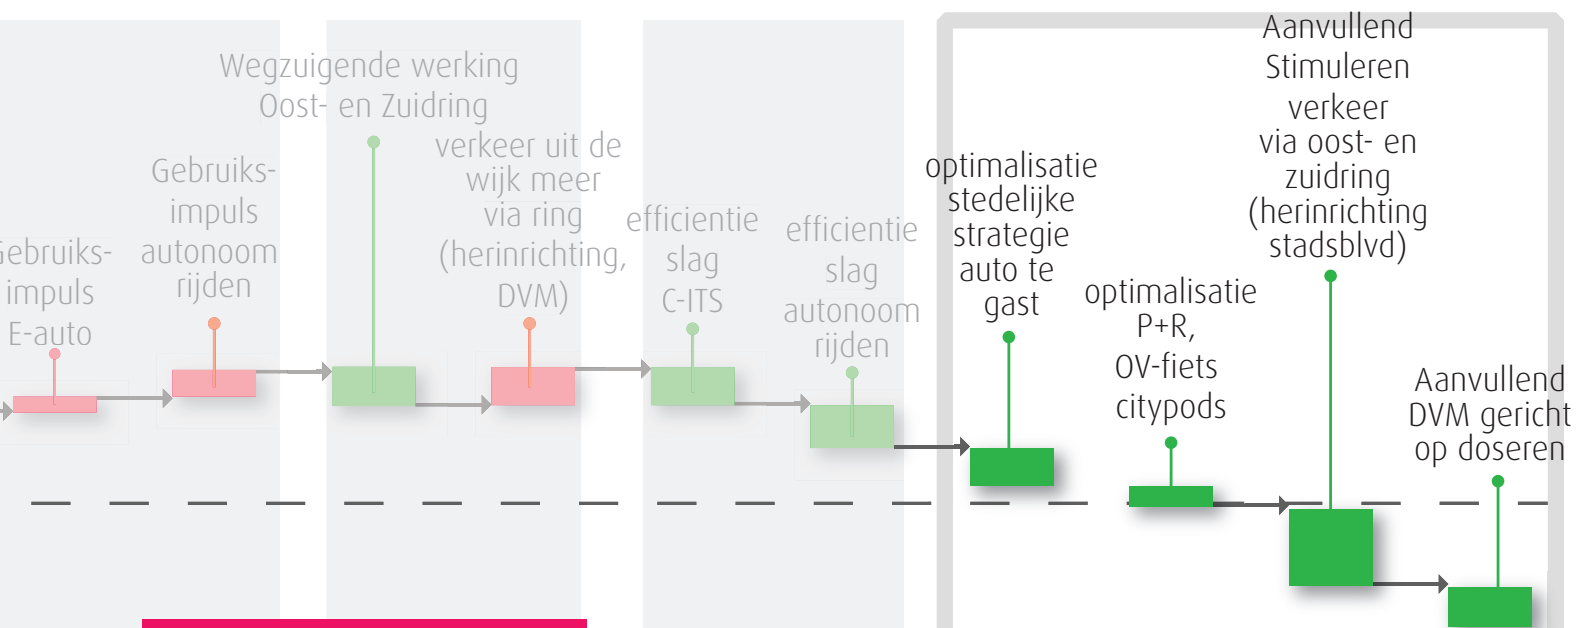 Gebruiks-
impuls
E-auto
Gebruiks-
impuls
autonoom
rijden
Wegzuigende werking
Oost- en Zuidring
verkeer uit de
wijk meer
via ring
(herinrichting,
DVM)
efficientie
slag
C-ITS
efficientie
slag
autonoom
rijden
optimalisatie
stedelijke
strategie
auto te
gast
optimalisatie
P+R,
OV-fiets
citypods
Aanvullend
Stimuleren
verkeer
via oost- en
zuidring
(herinrichting
stadsblvd)
Aanvullend
DVM gericht
op doseren